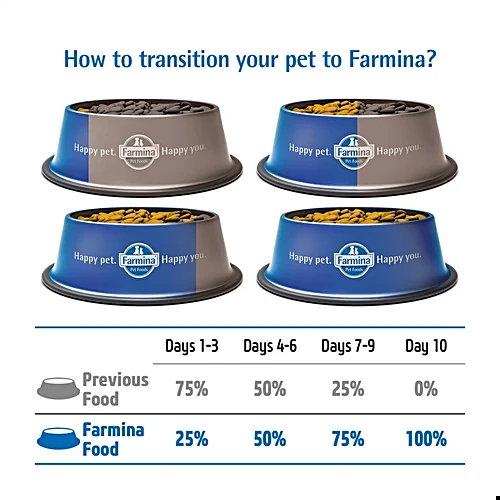 How to transition your pet to Farmina?
Happy pet. Farmina Happy you.
Pet Foods
Happy pet. Farmina Happy you.
Pet Foods
Happy pet. Farmina Happy you.
Pet Foods
Happy pet. Farmina Happy you.
Pet Foods
Days 1-3 Days 4-6 Days 7-9 Day 10
Previous Food 75% 50% 25% 0%
Farmina Food 25% 50% 75% 100%